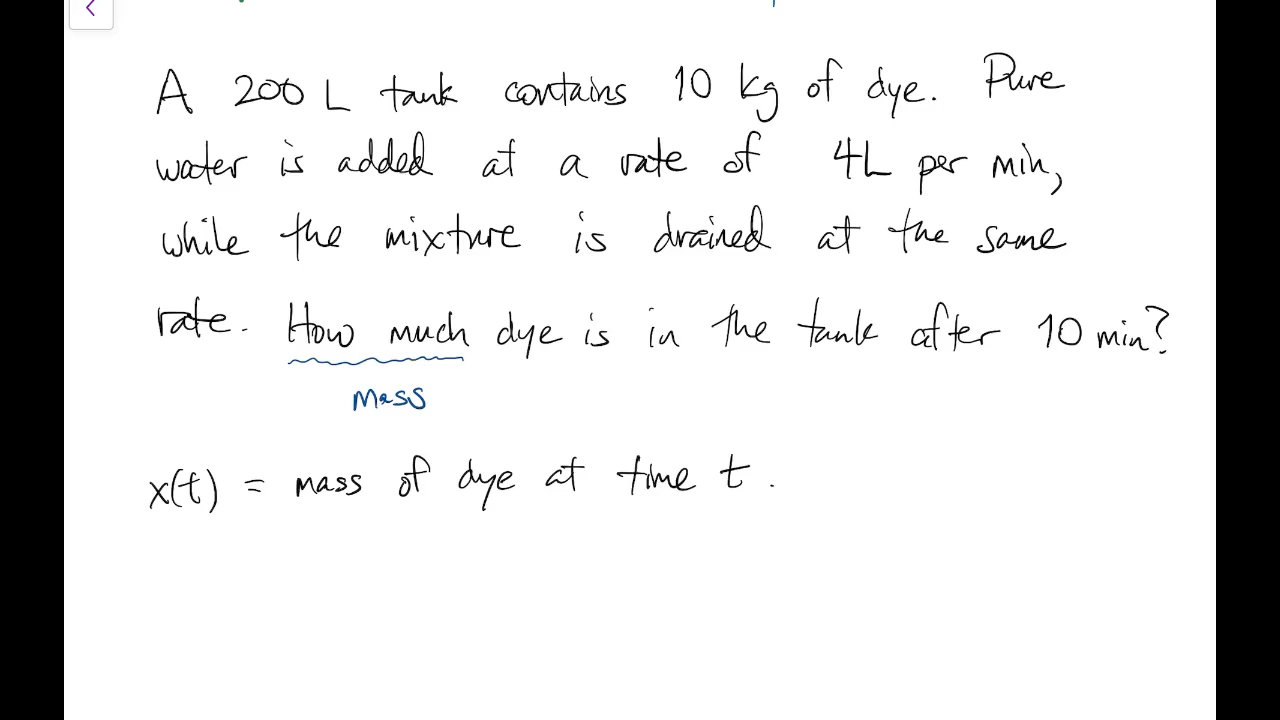 A 200 L tank contains 10 kg of dye. Pure
water is added at a rate of 4L per min,
while the mixture is drained at the same
rate. How much dye is in the tank after 10 min?
mass
x(t) = mass of dye at time t.